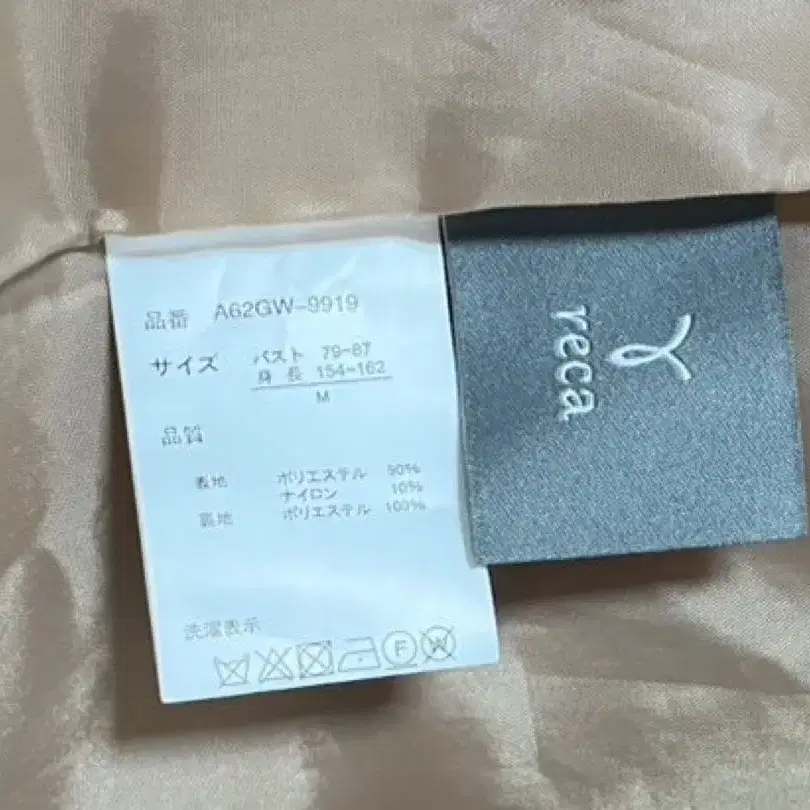 品番 A62GW-9919
サイズ バスト 79-87
身長 154-162
M
品質
表地 ポリエステル 90%
ナイロン 10%
裏地 ポリエステル 100%
洗濯表示
F W
reca